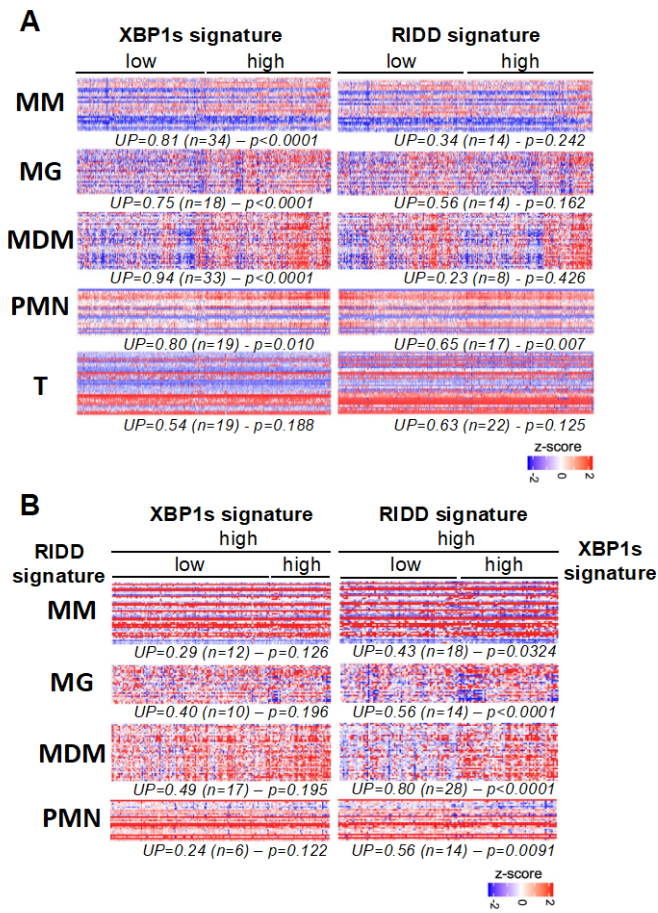 A
XBP1s signature RIDD signature
low high low high
MM
UP=0.81 (n=34) – p<0.0001 UP=0.34 (n=14) - p=0.242
MG
UP=0.75 (n=18) – p<0.0001 UP=0.56 (n=14) - p=0.162
MDM
UP=0.94 (n=33) – p<0.0001 UP=0.23 (n=8) - p=0.426
PMN
UP=0.80 (n=19) - p=0.010 UP=0.65 (n=17) - p=0.007
T
UP=0.54 (n=19) - p=0.188 UP=0.63 (n=22) - p=0.125
z-score
-2 0 2
B
XBP1s signature RIDD signature
high high
RIDD signature low high low high XBP1s signature
MM
UP=0.29 (n=12) – p=0.126 UP=0.43 (n=18) – p=0.0324
MG
UP=0.40 (n=10) – p=0.196 UP=0.56 (n=14) – p<0.0001
MDM
UP=0.49 (n=17) – p=0.195 UP=0.80 (n=28) – p<0.0001
PMN
UP=0.24 (n=6) – p=0.122 UP=0.56 (n=14) – p=0.0091
z-score
-2 0 2